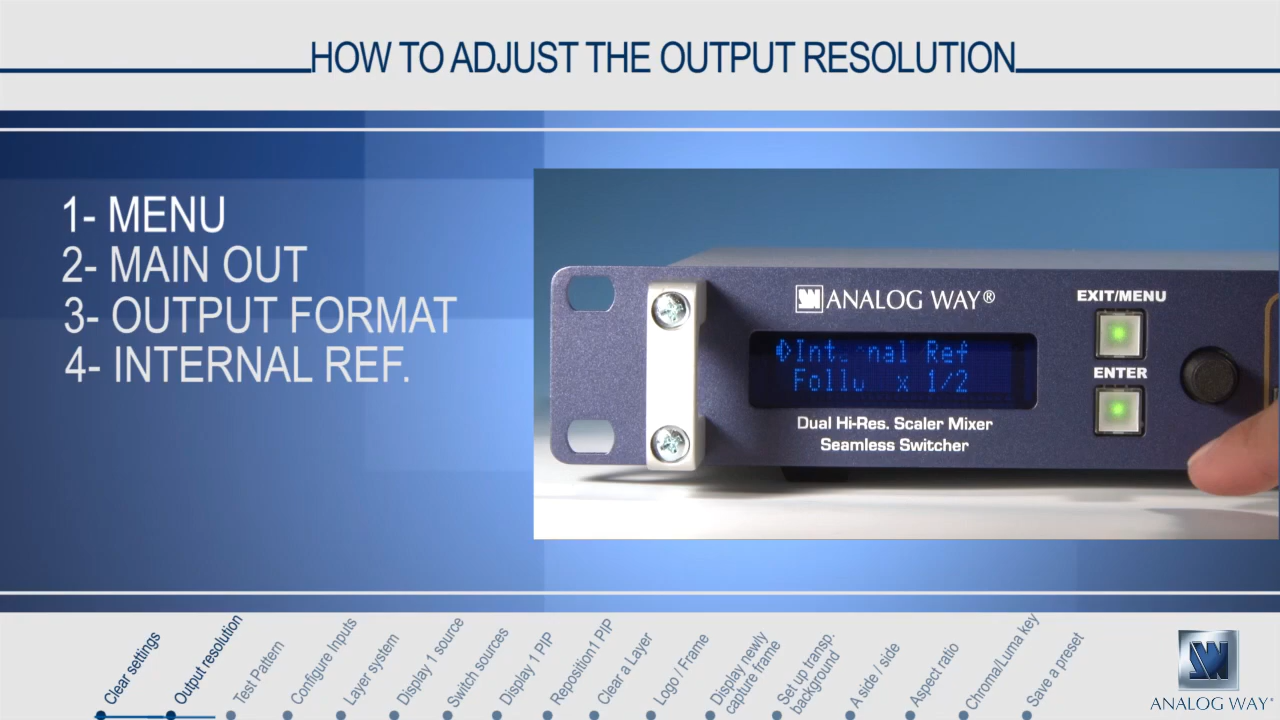 HOW TO ADJUST THE OUTPUT RESOLUTION
1- MENU
2- MAIN OUT
3- OUTPUT FORMAT
4- INTERNAL REF.
ANALOG WAY®
EXIT/MENU
ENTER
Ref
x 1/2
Dual Hi-Res. Scaler Mixer
Seamless Switcher
Clear settings
Output resolution
Test Pattern
Configure Inputs
Layer system
Display 1 source
Switch sources
Display 1 PIP
Reposition1 PIP
Clear a Layer
Logo / Frame
Display newly
capture frame
Set up transp.
background
A side / side
Aspect ratio
Chroma/Luma key
Save a preset
ANALOG WAY®